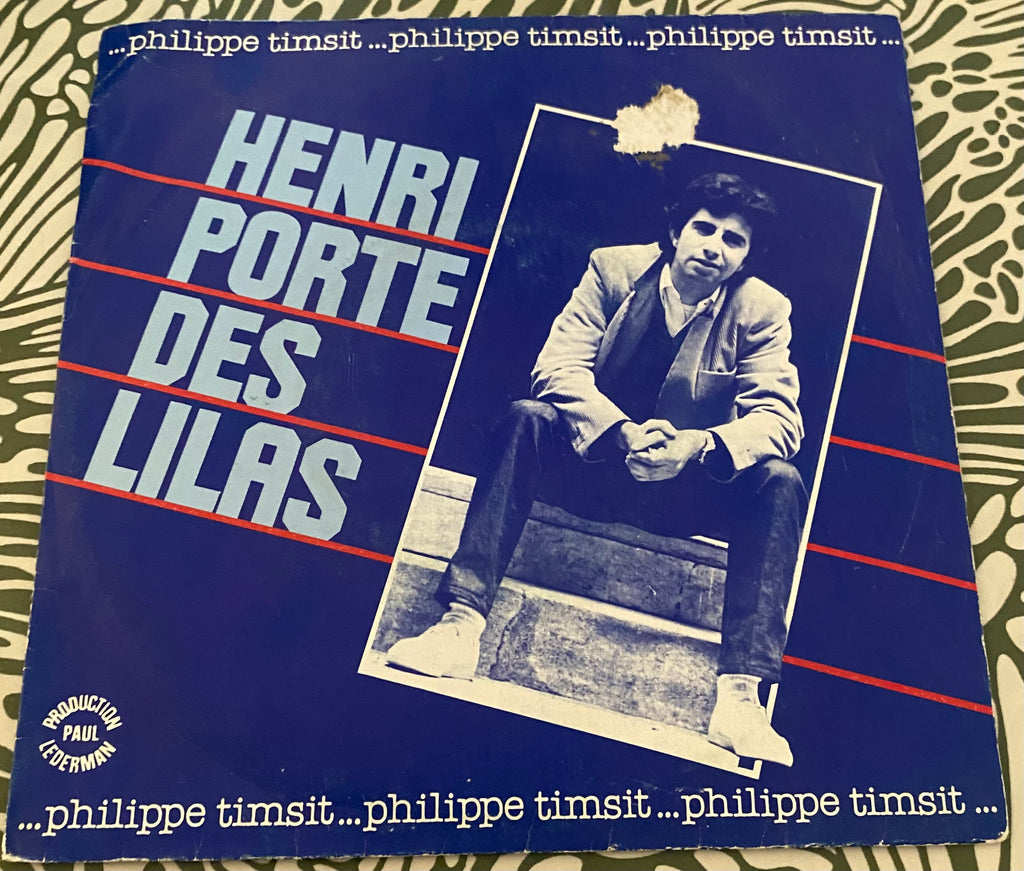 ...philippe timsit...philippe timsit...philippe timsit...
HENRI
PORTE
DES
LILAS
PRODUCTION
PAUL
LEDERMAN
...philippe timsit...philippe timsit...philippe timsit...